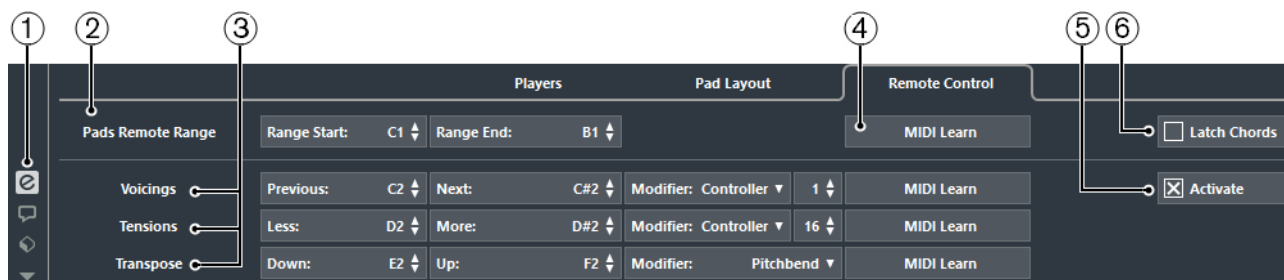 ① ② ③ ④ ⑤ ⑥
Players Pad Layout Remote Control
Pads Remote Range Range Start: C1 Range End: B1 MIDI Learn Latch Chords
Voicings Previous: C2 Next: C#2 Modifier: Controller ▼ 1 MIDI Learn Activate
Tensions Less: D2 More: D#2 Modifier: Controller ▼ 16 MIDI Learn
Transpose Down: E2 Up: F2 Modifier: Pitchbend ▼ MIDI Learn